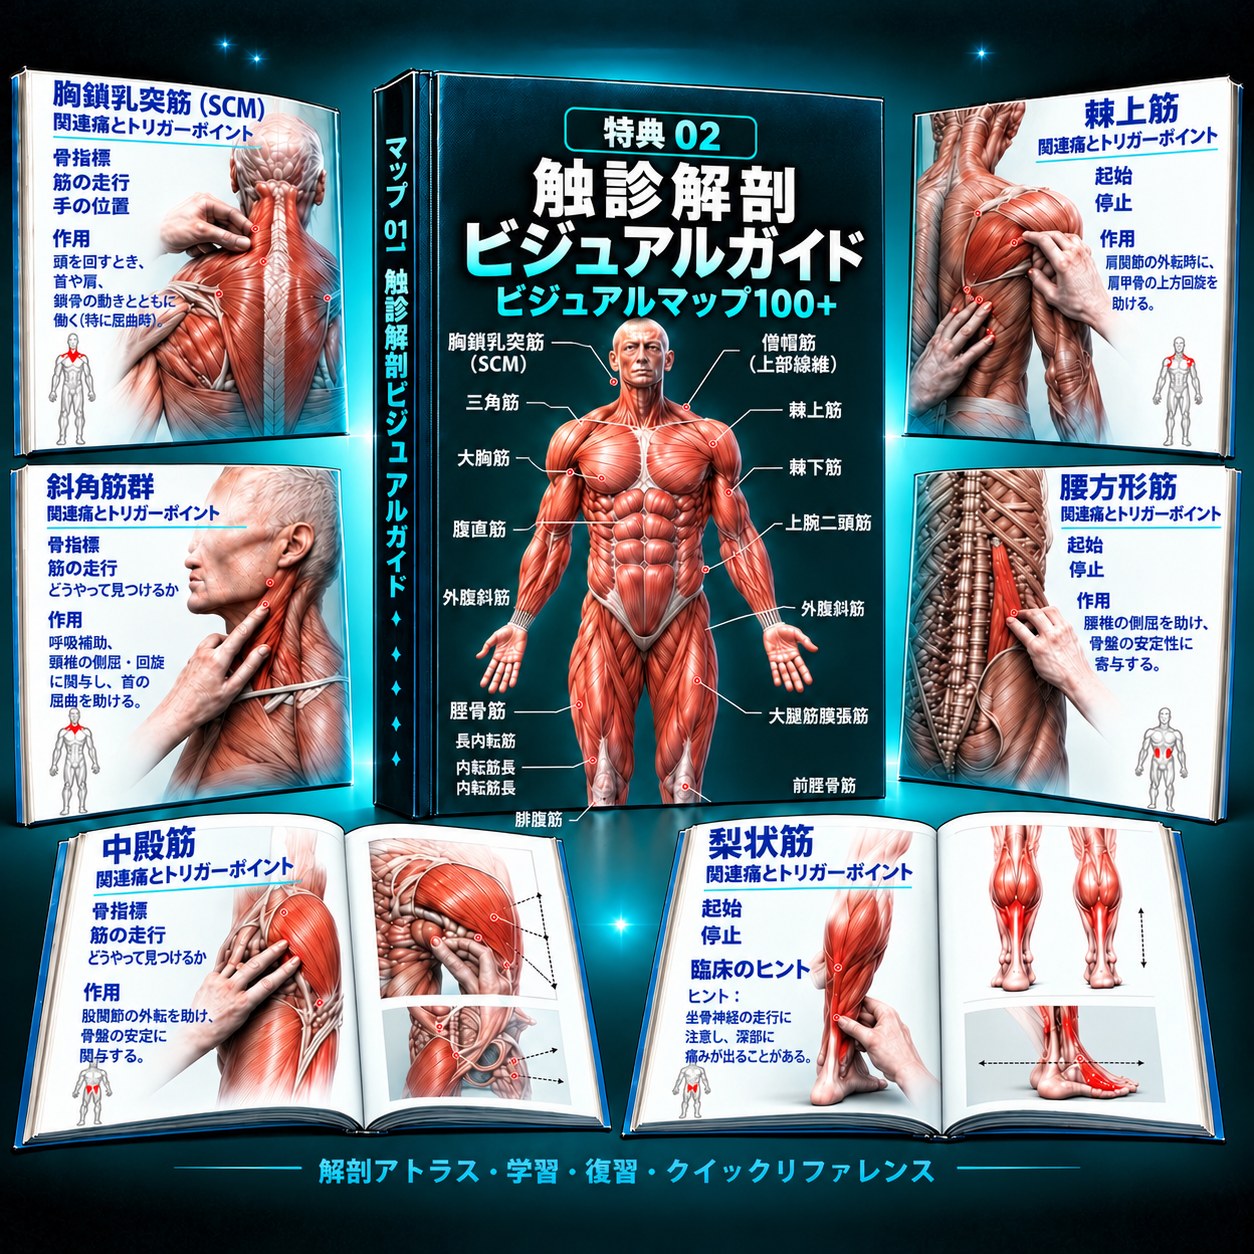 胸鎖乳突筋 (SCM)
関連痛とトリガーポイント
骨指標
筋の走行
手の位置
作用
頭を回すとき、
首や肩、
鎖骨の動きとともに
働く(特に屈曲時)。
斜角筋群
関連痛とトリガーポイント
骨指標
筋の走行
どうやって見つけるか
作用
呼吸補助、
頸椎の側屈・回旋
に関与し、首の
屈曲を助ける。
マップ 01 触診解剖ビジュアルガイド
特典 02
触診解剖
ビジュアルガイド
ビジュアルマップ100+
胸鎖乳突筋
(SCM)
三角筋
大胸筋
腹直筋
外腹斜筋
脛骨筋
長内転筋
内転筋長
内転筋長
腓腹筋
僧帽筋
(上部線維)
棘上筋
棘下筋
上腕二頭筋
外腹斜筋
大腿筋膜張筋
前脛骨筋
棘上筋
関連痛とトリガーポイント
起始
停止
作用
肩関節の外転時に、
肩甲骨の上方回旋を
助ける。
腰方形筋
関連痛とトリガーポイント
起始
停止
作用
腰椎の側屈を助け、
骨盤の安定性に
寄与する。
中殿筋
関連痛とトリガーポイント
骨指標
筋の走行
どうやって見つけるか
作用
股関節の外転を助け、
骨盤の安定に
関与する。
梨状筋
関連痛とトリガーポイント
起始
停止
臨床のヒント
ヒント：
坐骨神経の走行に
注意し、深部に
痛みが出ることがある。
解剖アトラス・学習・復習・クイックリファレンス